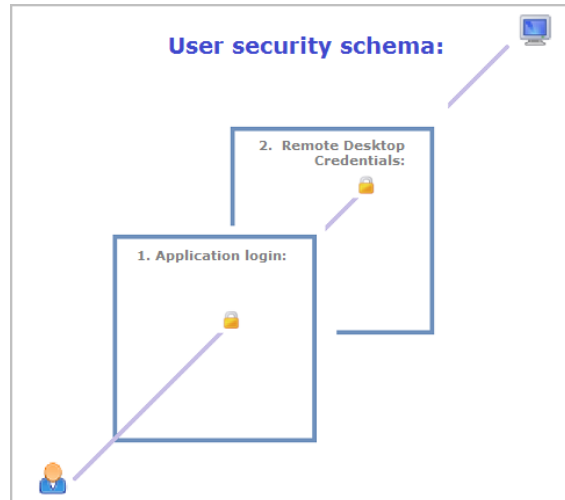 User security schema:
2. Remote Desktop
Credentials:
1. Application login: